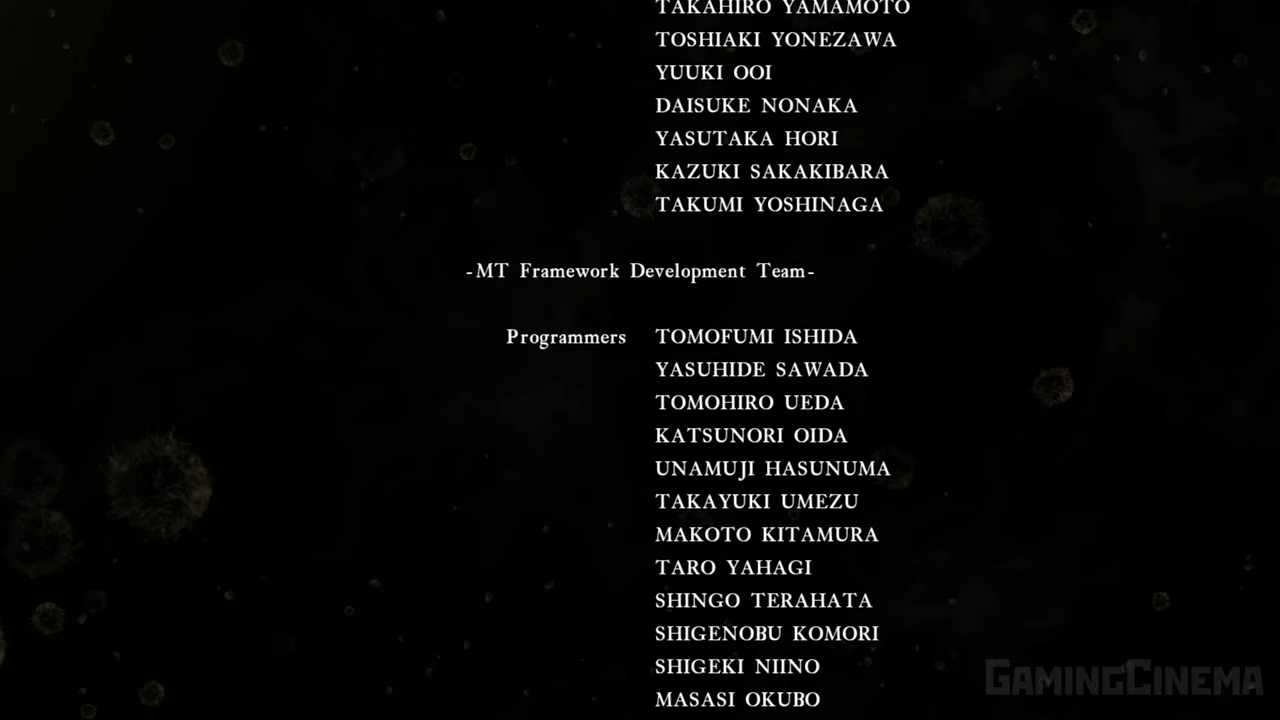 TAKAHIRO YAMAMOTO
TOSHIAKI YONEZAWA
YUUKI OOI
DAISUKE NONAKA
YASUTAKA HORI
KAZUKI SAKAKIBARA
TAKUMI YOSHINAGA
-MT Framework Development Team-
Programmers TOMOFUMI ISHIDA
YASUHIDE SAWADA
TOMOHIRO UEDA
KATSUNORI OIDA
UNAMUJI HASUNUMA
TAKAYUKI UMEZU
MAKOTO KITAMURA
TARO YAHAGI
SHINGO TERAHATA
SHIGENOBU KOMORI
SHIGEKI NIINO
MASASI OKUBO
GAMINGCINEMA